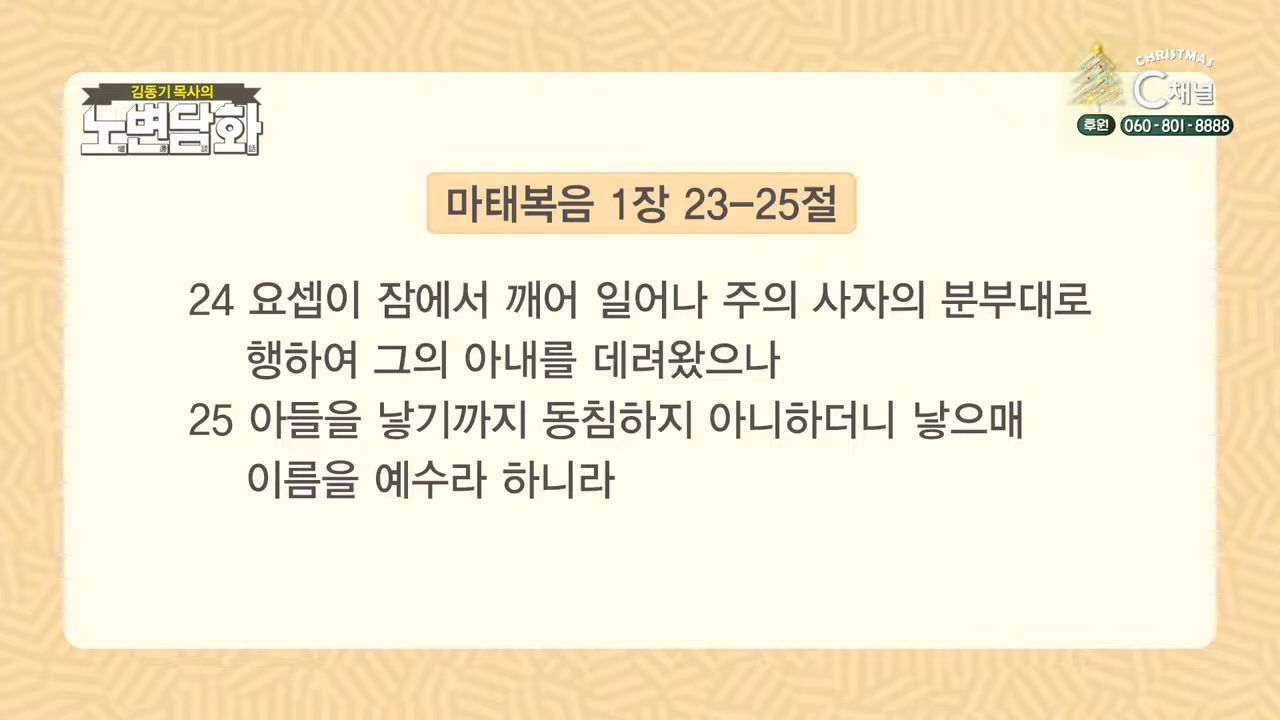 김동기 목사의
노변담화
爐 邊 談 話
CHRISTMAS
C채널
후원 060-801-8888
마태복음 1장 23-25절
24 요셉이 잠에서 깨어 일어나 주의 사자의 분부대로
행하여 그의 아내를 데려왔으나
25 아들을 낳기까지 동침하지 아니하더니 낳으매
이름을 예수라 하니라